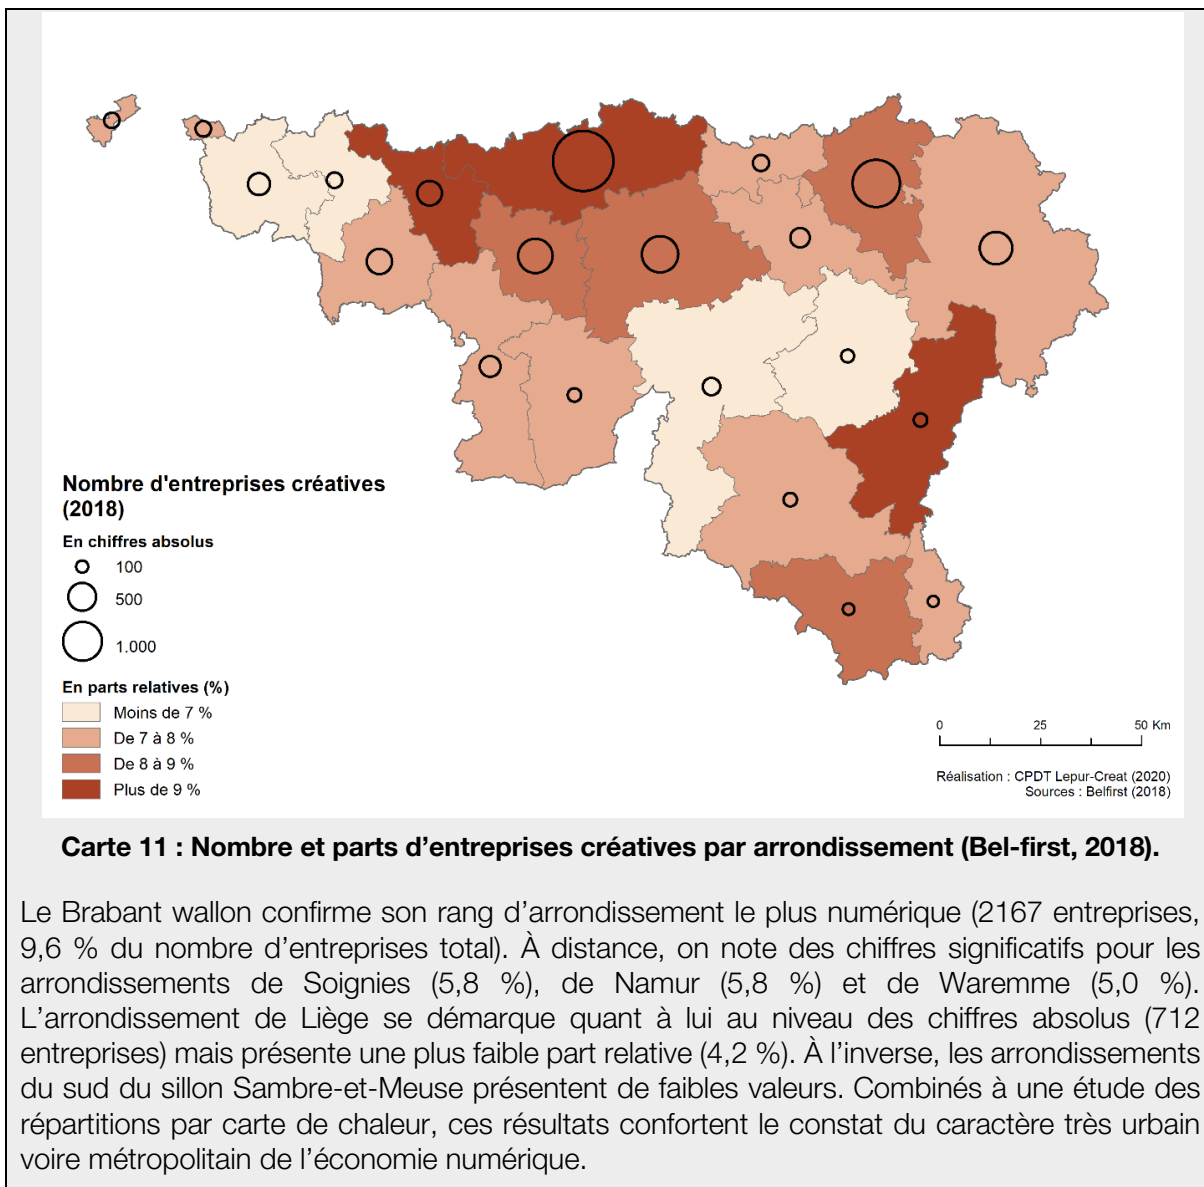 Nombre d'entreprises créatives
(2018)
En chiffres absolus
100
500
1.000
En parts relatives (%)
Moins de 7 %
De 7 à 8 %
De 8 à 9 %
Plus de 9 %
0 25 50 Km
Réalisation : CPDT Lepur-Creat (2020)
Sources : Belfirst (2018)
Carte 11 : Nombre et parts d’entreprises créatives par arrondissement (Bel-first, 2018).
Le Brabant wallon confirme son rang d’arrondissement le plus numérique (2167 entreprises,
9,6 % du nombre d’entreprises total). À distance, on note des chiffres significatifs pour les
arrondissements de Soignies (5,8 %), de Namur (5,8 %) et de Waremme (5,0 %).
L’arrondissement de Liège se démarque quant à lui au niveau des chiffres absolus (712
entreprises) mais présente une plus faible part relative (4,2 %). À l’inverse, les arrondissements
du sud du sillon Sambre-et-Meuse présentent de faibles valeurs. Combinés à une étude des
répartitions par carte de chaleur, ces résultats confortent le constat du caractère très urbain
voire métropolitain de l’économie numérique.